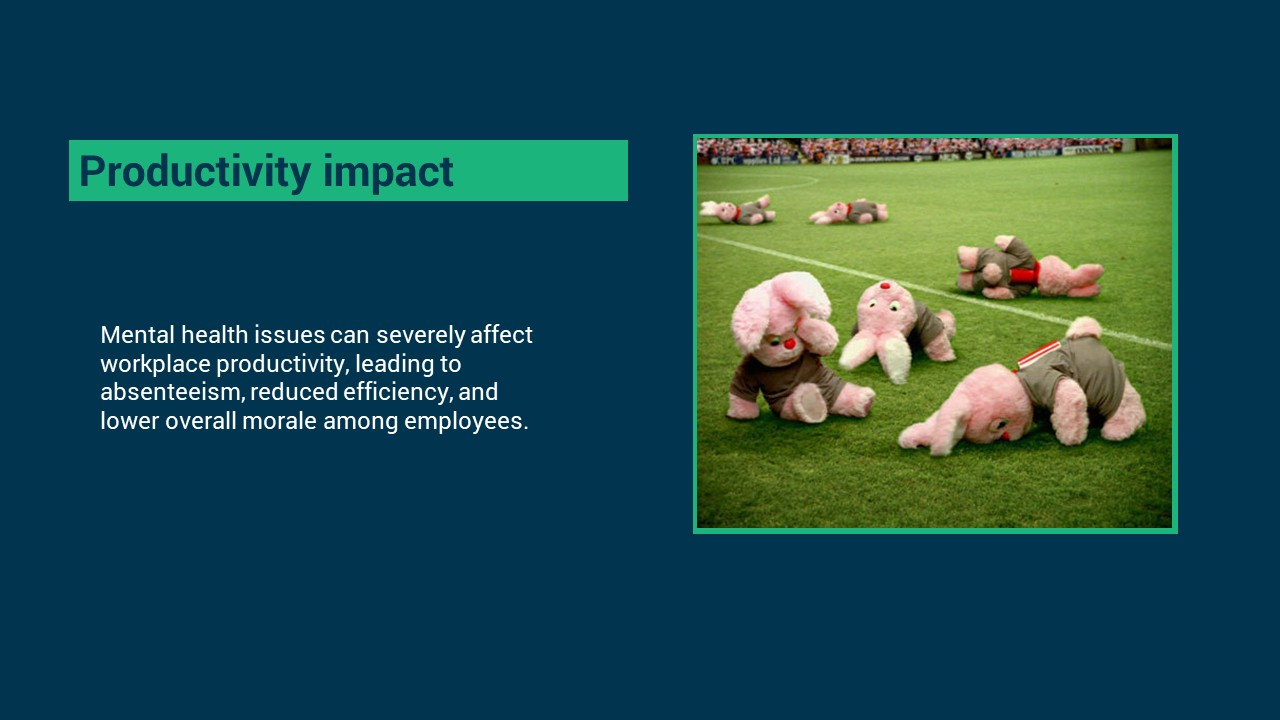 Productivity impact
Mental health issues can severely affect
workplace productivity, leading to
absenteeism, reduced efficiency, and
lower overall morale among employees.